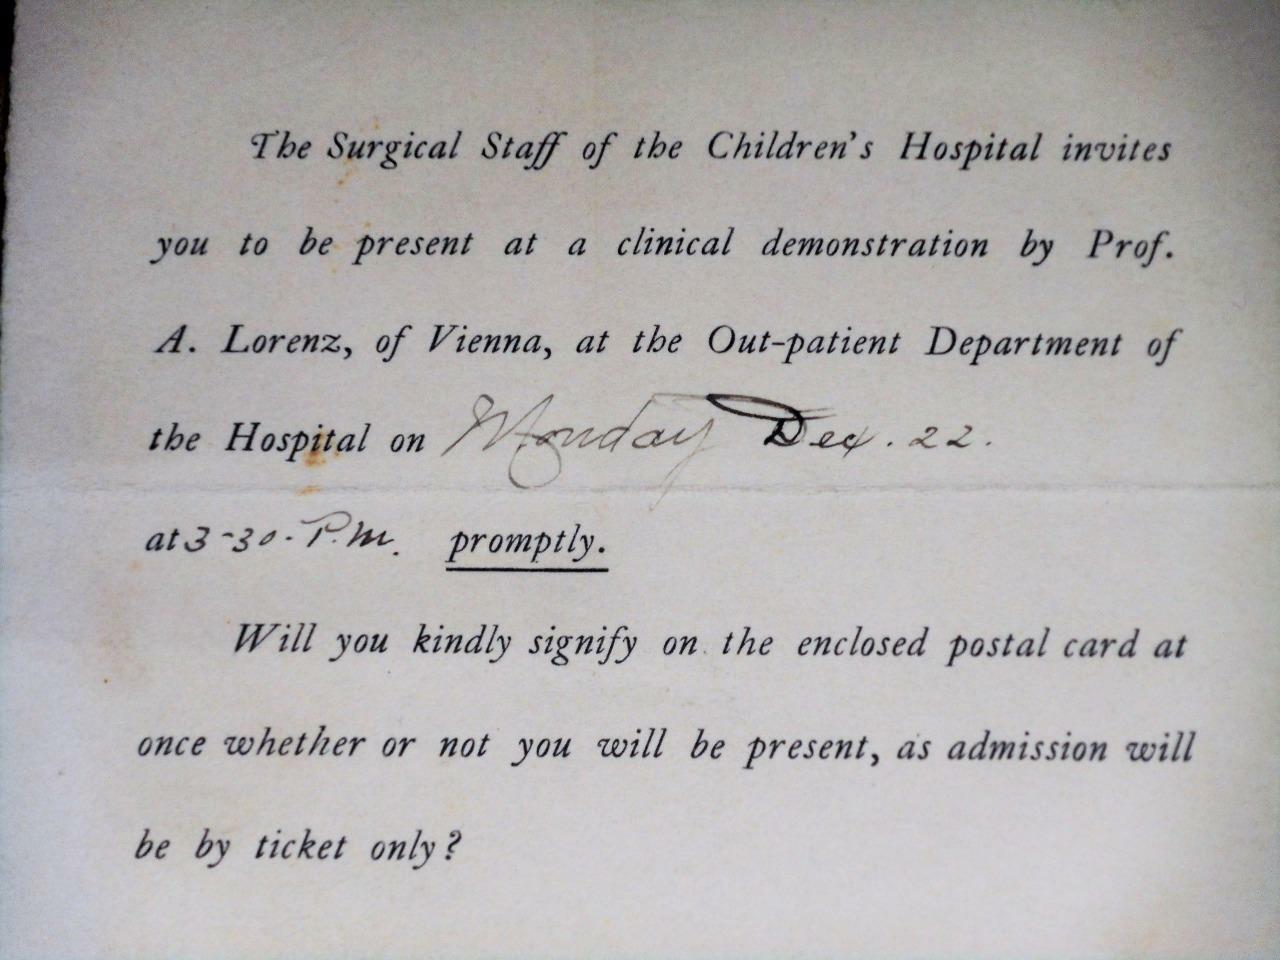 The Surgical Staff of the Children's Hospital invites
you to be present at a clinical demonstration by Prof.
A. Lorenz, of Vienna, at the Out-patient Department of
the Hospital on Monday Dec. 22.
at 3-30. P.M. promptly.
Will you kindly signify on the enclosed postal card at
once whether or not you will be present, as admission will
be by ticket only?